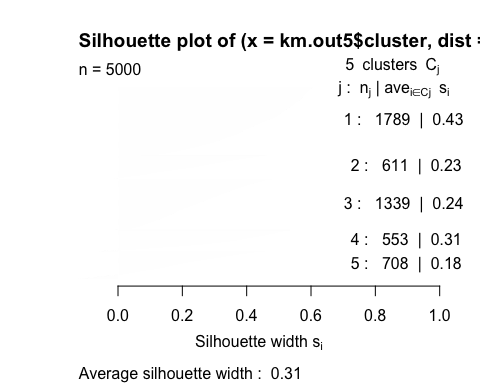 Silhouette plot of (x = km.out5$cluster, dist =
n = 5000
5 clusters Cj
j : nj | avei∈Cj si
1 : 1789 | 0.43
2 : 611 | 0.23
3 : 1339 | 0.24
4 : 553 | 0.31
5 : 708 | 0.18
0.0 0.2 0.4 0.6 0.8 1.0
Silhouette width si
Average silhouette width : 0.31